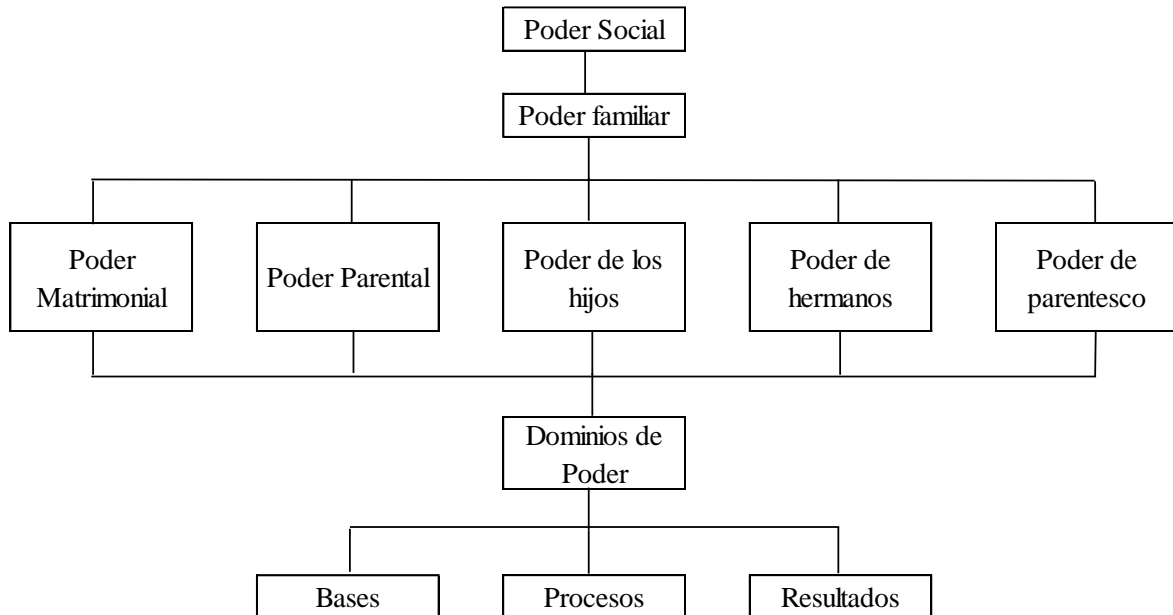 Poder Social
Poder familiar
Poder
Matrimonial
Poder Parental
Poder de los
hijos
Poder de
hermanos
Poder de
parentesco
Dominios de
Poder
Bases
Procesos
Resultados